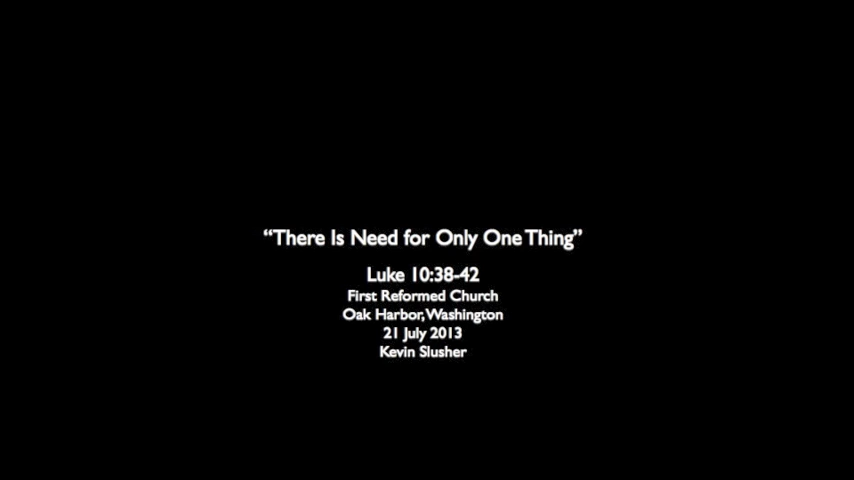 “There Is Need for Only One Thing”
Luke 10:38-42
First Reformed Church
Oak Harbor, Washington
21 July 2013
Kevin Slusher